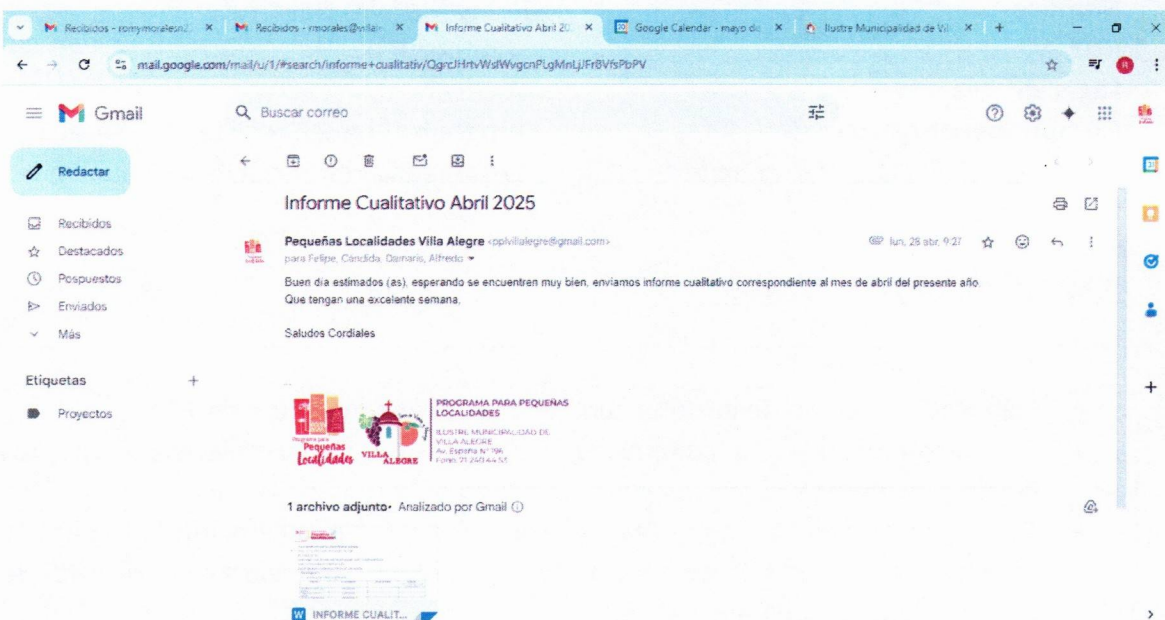 Recibidos - romymoralesn2
Recibidos - rmorales@villale
Informe Cualitativo Abril 20
Google Calendar - mayo de
Ilustre Municipalidad de Vil
mail.google.com/mail/u/1/#search/informe+cualitativ/
Gmail
Buscar correo
Redactar
Recibidos
Destacados
Pospuestos
Enviados
Más
Etiquetas
Proyectos
Informe Cualitativo Abril 2025
Pequeñas Localidades Villa Alegre <pplvillalegre@gmail.com>
lun, 28 abr, 9:27
para Felipe, Cándida, Damaris, Alfredo
Buen día estimados (as), esperando se encuentren muy bien, enviamos informe cualitativo correspondiente al mes de abril del presente año.
Que tengan una excelente semana.
Saludos Cordiales
Programa para
Pequeñas
Localidades
VILLA
ALEGRE
PROGRAMA PARA PEQUEÑAS
LOCALIDADES
ILUSTRE MUNICIPALIDAD DE
VILLA ALEGRE
Av. España N°196
1 archivo adjunto• Analizado por Gmail
W INFORME CUALIT...